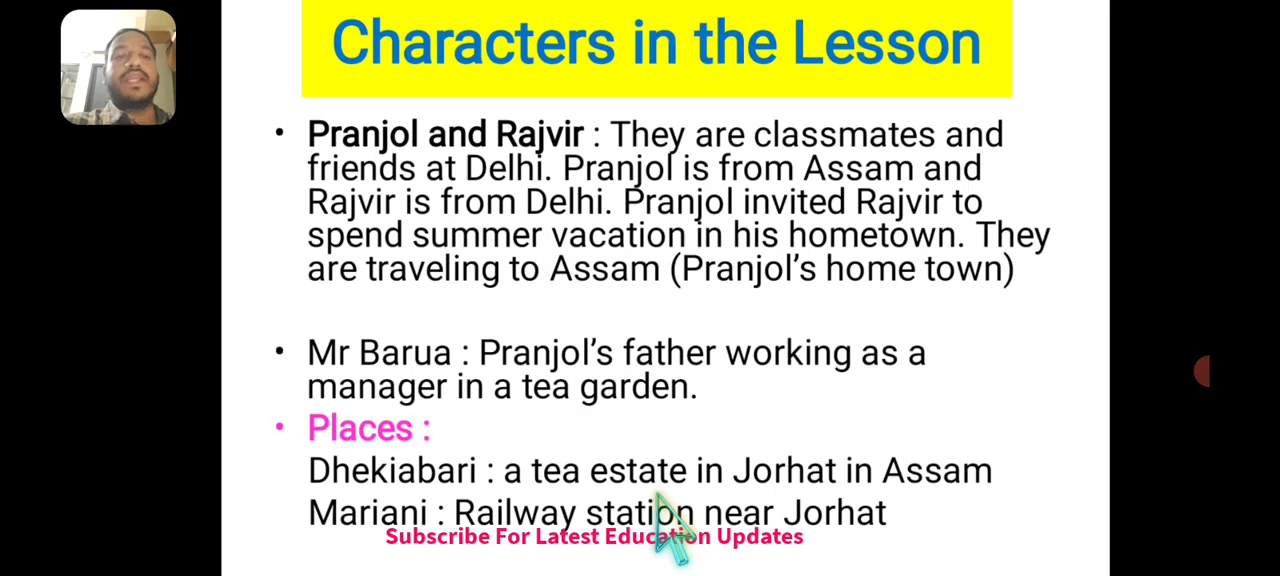 Characters in the Lesson
• Pranjol and Rajvir : They are classmates and
friends at Delhi. Pranjol is from Assam and
Rajvir is from Delhi. Pranjol invited Rajvir to
spend summer vacation in his hometown. They
are traveling to Assam (Pranjol's home town)
• Mr Barua : Pranjol's father working as a
manager in a tea garden.
• Places :
Dhekiabari : a tea estate in Jorhat in Assam
Mariani : Railway station near Jorhat
Subscribe For Latest Education Updates